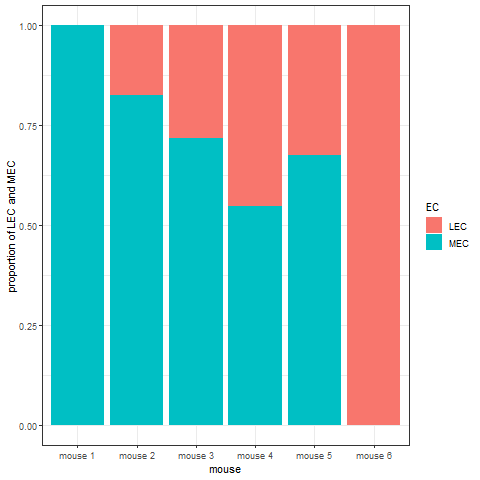 1.00
0.75
0.50
0.25
0.00
proportion of LEC and MEC
mouse 1 mouse 2 mouse 3 mouse 4 mouse 5 mouse 6
mouse
EC
LEC
MEC